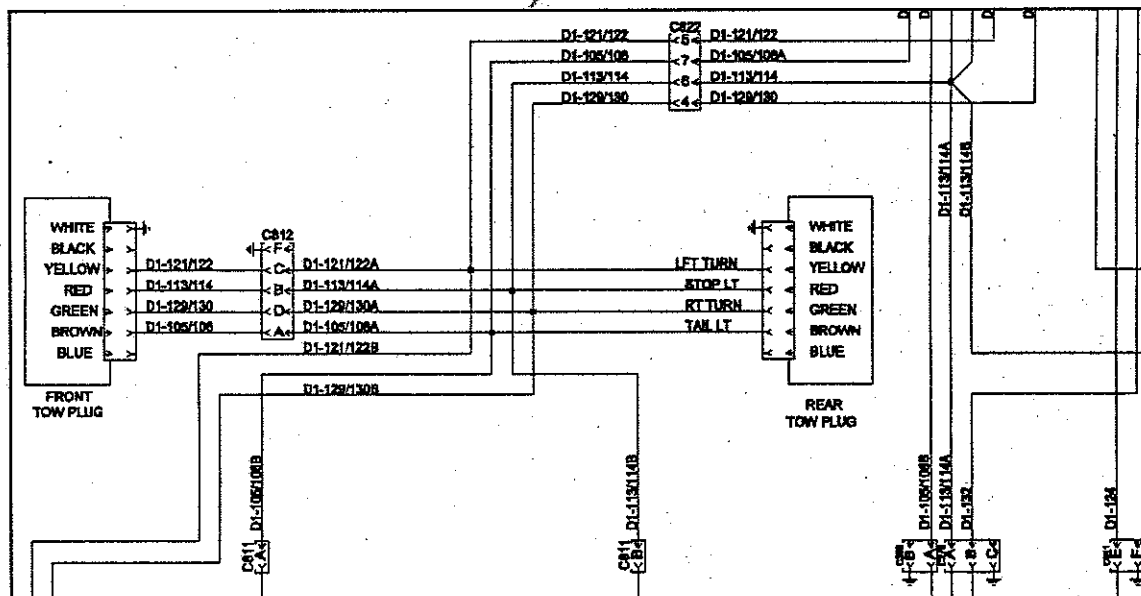 D D D D
C822
D1-121/122 <5< D1-121/122
D1-105/106 <7< D1-105/106A
D1-113/114 <6< D1-113/114
D1-129/130 <4< D1-129/130
D1-113/114A
D1-113/114B
WHITE
BLACK
YELLOW
RED
GREEN
BROWN
BLUE
FRONT
TOW PLUG
C812
<F<
D1-121/122 <C< D1-121/122A LFT TURN
D1-113/114 <B< D1-113/114A STOP LT
D1-129/130 <D< D1-129/130A RT TURN
D1-105/106 <A< D1-105/106A TAIL LT
D1-121/122B
D1-129/130B
WHITE
BLACK
YELLOW
RED
GREEN
BROWN
BLUE
REAR
TOW PLUG
D1-105/106B
C811 A
D1-113/114B
C811 B
D1-105/106B
D1-113/114A
D1-132
D1-124
B A A B C
E F